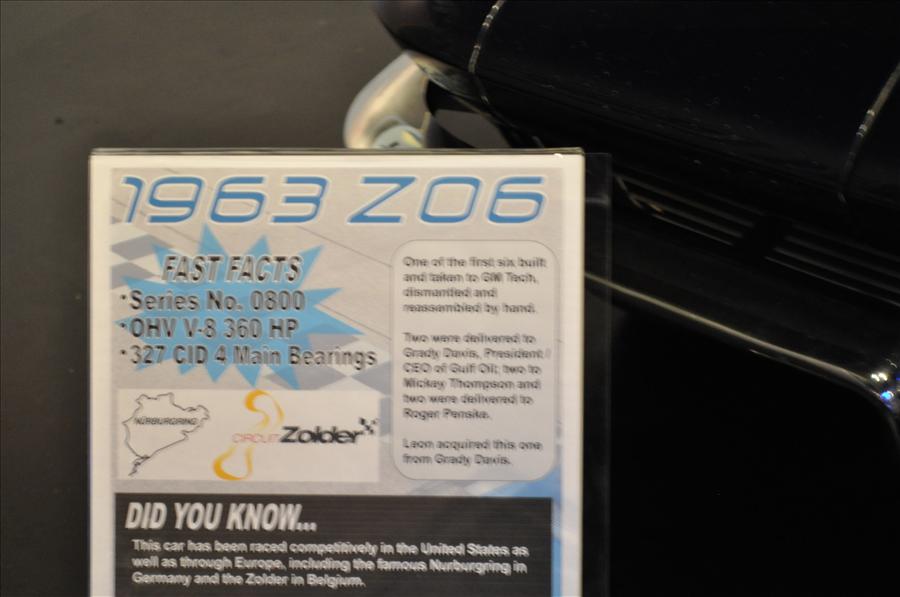 1963 Z06
FAST FACTS
•Series No. 0800
•OHV V-8 360 HP
•327 CID 4 Main Bearings
One of the first six built
and taken to GM Tech,
dismantled and
reassembled by hand.
Two were delivered to
Grady Davis, President /
CEO of Gulf Oil; two to
Mickey Thompson and
two were delivered to
Roger Penske.
Leon acquired this one
from Grady Davis.
NÜRBURGRING
CIRCUIT Zolder
DID YOU KNOW...
This car has been raced competitively in the United States as
well as through Europe, including the famous Nurburgring in
Germany and the Zolder in Belgium.